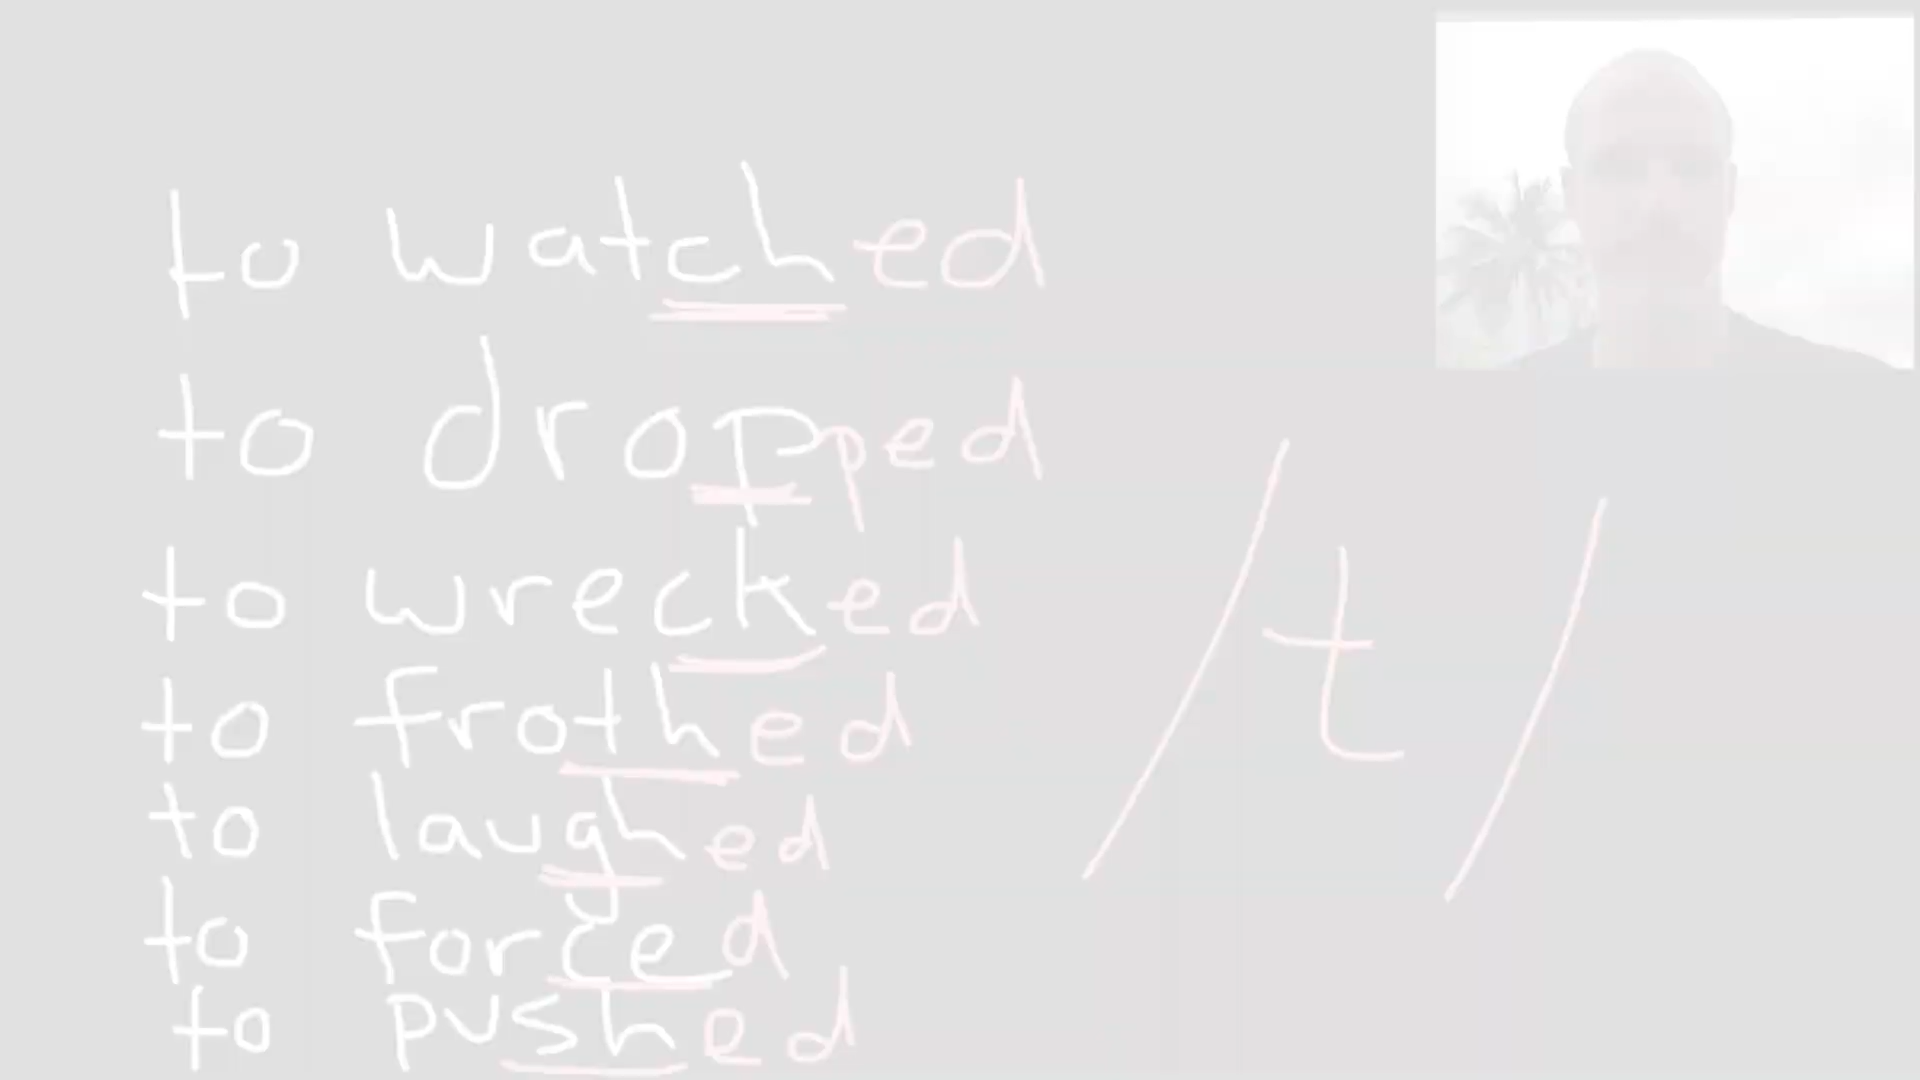 to watched
to dropped
to wrecked
to frothed
to laughed
to forced
to pushed
/t/